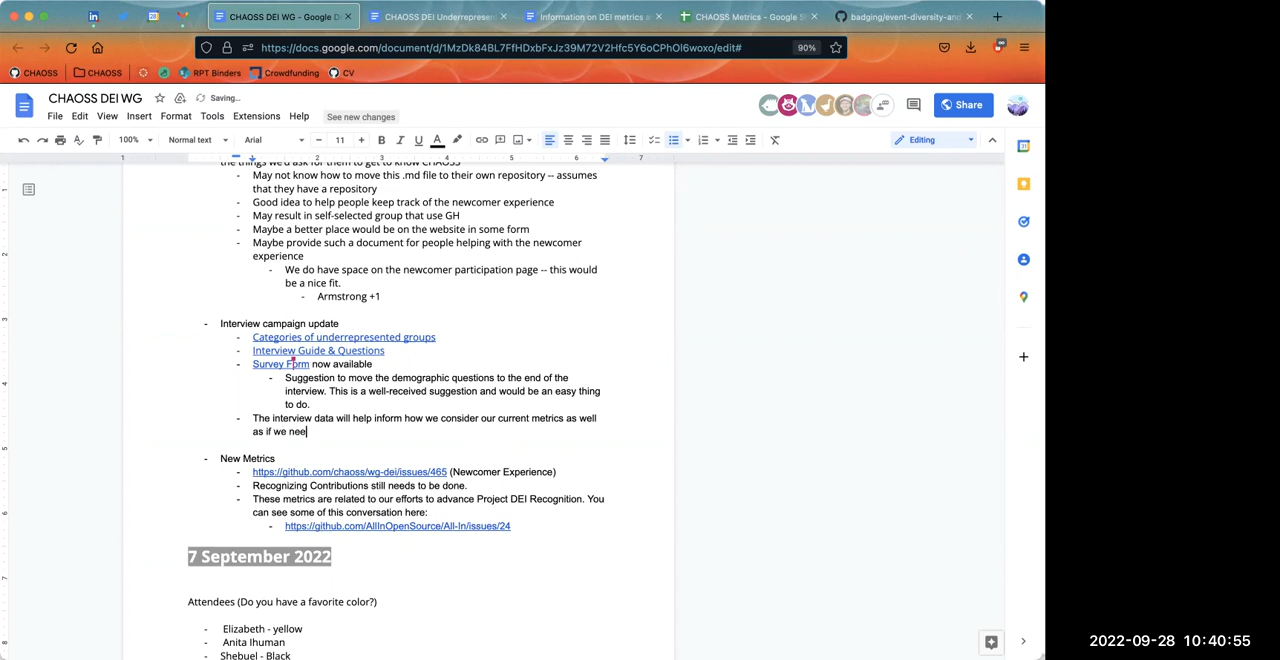 CHAOSS DEI WG - Google D
CHAOSS DEI Underrepresen
Information on DEI metrics a
CHAOSS Metrics - Google S
badging/event-diversity-and
https://docs.google.com/document/d/1MzDk84BL7FfHDxbFxJz39M72V2Hfc5Y6oCPhOl6woxo/edit#
90%
CHAOSS
CHAOSS
RPT Binders
Crowdfunding
CV
CHAOSS DEI WG
Saving...
File Edit View Insert Format Tools Extensions Help
See new changes
Share
100% Normal text Arial 11 Editing
1 2 3 4 5 6 7
the things we'd ask for them to get to know CHAOSS
- May not know how to move this .md file to their own repository -- assumes
that they have a repository
- Good idea to help people keep track of the newcomer experience
- May result in self-selected group that use GH
- Maybe a better place would be on the website in some form
- Maybe provide such a document for people helping with the newcomer
experience
- We do have space on the newcomer participation page -- this would
be a nice fit.
- Armstrong +1
- Interview campaign update
- Categories of underrepresented groups
- Interview Guide & Questions
- Survey Form now available
- Suggestion to move the demographic questions to the end of the
interview. This is a well-received suggestion and would be an easy thing
to do.
- The interview data will help inform how we consider our current metrics as well
as if we nee
- New Metrics
- https://github.com/chaoss/wg-dei/issues/465 (Newcomer Experience)
- Recognizing Contributions still needs to be done.
- These metrics are related to our efforts to advance Project DEI Recognition. You
can see some of this conversation here:
- https://github.com/AllInOpenSource/All-In/issues/24
7 September 2022
Attendees (Do you have a favorite color?)
- Elizabeth - yellow
- Anita Ihuman
- Shebuel - Black
2022-09-28 10:40:55